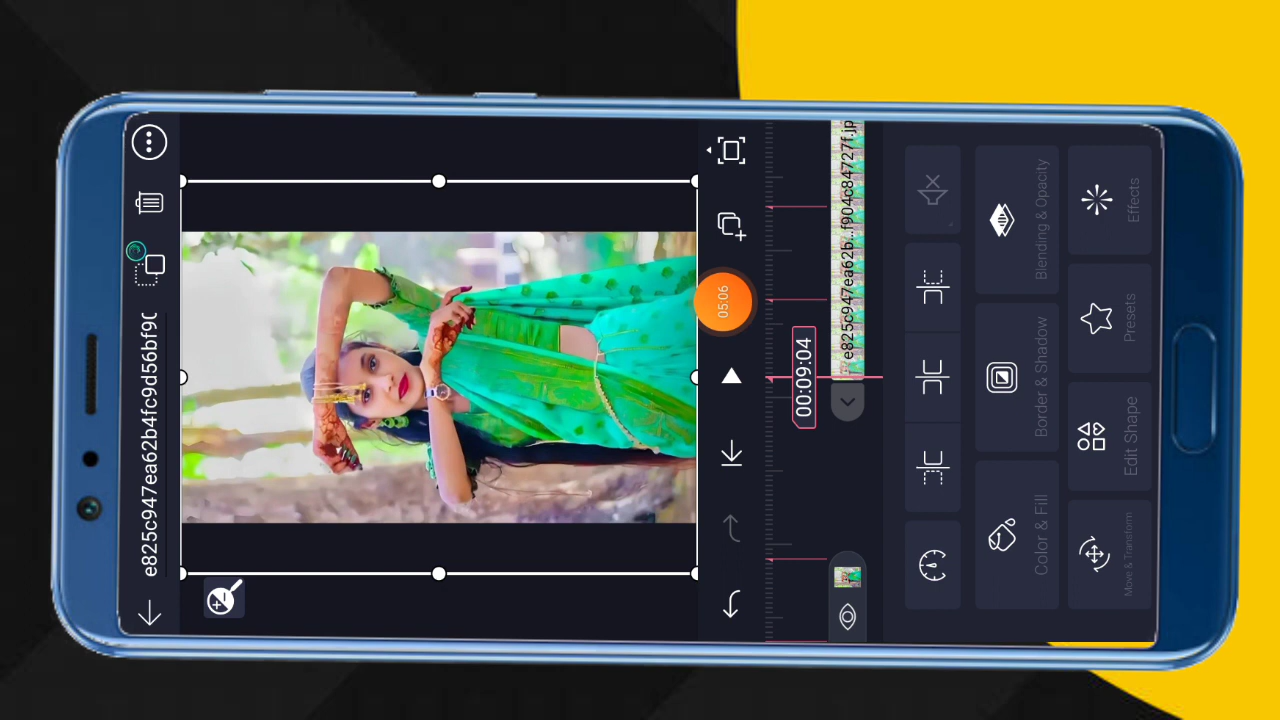 e825c947ea62b4fc9d56bf9
05:06
00:09:04
e825c947ea62b..f904c84727f.jp
Color & Fill
Border & Shadow
Blending & Opacity
Move & Transform
Edit Shape
Presets
Effects